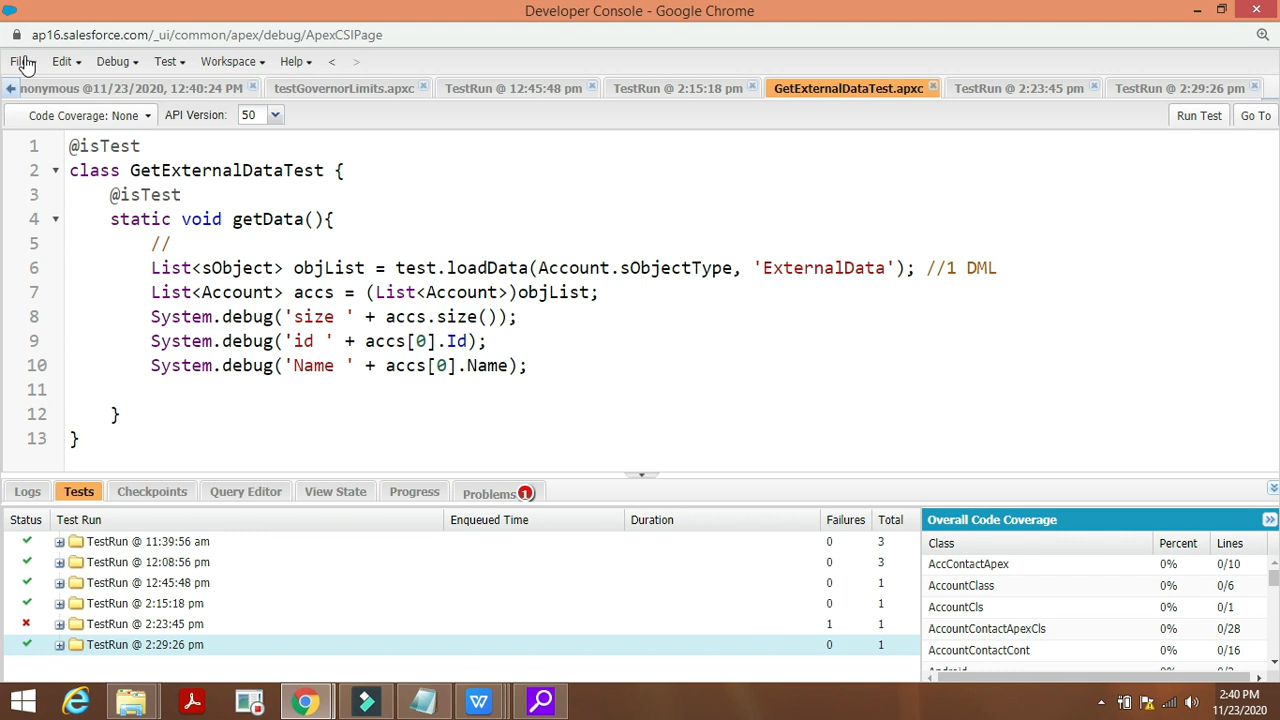 Developer Console - Google Chrome
ap16.salesforce.com/_ui/common/apex/debug/ApexCSIPage
File Edit Debug Test Workspace Help < >
nonymous @11/23/2020, 12:40:24 PM testGovernorLimits.apxc TestRun @ 12:45:48 pm TestRun @ 2:15:18 pm GetExternalDataTest.apxc TestRun @ 2:23:45 pm TestRun @ 2:29:26 pm
Code Coverage: None API Version: 50 Run Test Go To
1 @isTest
2 class GetExternalDataTest {
3 @isTest
4 static void getData(){
5 //
6 List<sObject> objList = test.loadData(Account.sObjectType, 'ExternalData'); //1 DML
7 List<Account> accs = (List<Account>)objList;
8 System.debug('size ' + accs.size());
9 System.debug('id ' + accs[0].Id);
10 System.debug('Name ' + accs[0].Name);
11
12 }
13 }
Logs Tests Checkpoints Query Editor View State Progress Problems 1
Status Test Run Enqueued Time Duration Failures Total
TestRun @ 11:39:56 am 0 3
TestRun @ 12:08:56 pm 0 3
TestRun @ 12:45:48 pm 0 1
TestRun @ 2:15:18 pm 0 1
TestRun @ 2:23:45 pm 1 1
TestRun @ 2:29:26 pm 0 1
Overall Code Coverage
Class Percent Lines
AccContactApex 0% 0/10
AccountClass 0% 0/6
AccountCls 0% 0/1
AccountContactApexCls 0% 0/28
AccountContactCont 0% 0/16
2:40 PM
11/23/2020